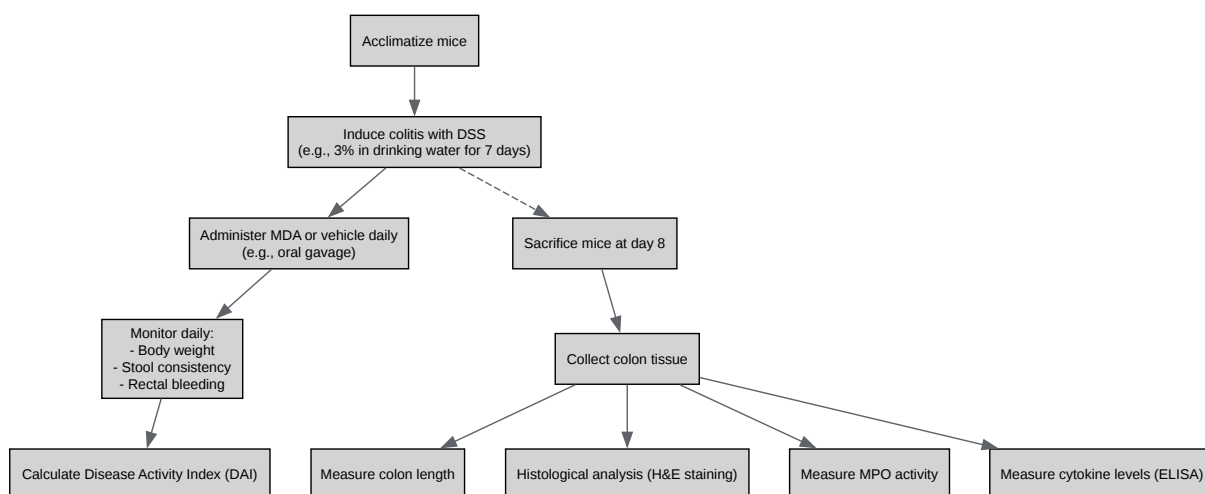 Acclimatize mice
Induce colitis with DSS
(e.g., 3% in drinking water for 7 days)
Administer MDA or vehicle daily
(e.g., oral gavage)
Sacrifice mice at day 8
Monitor daily:
- Body weight
- Stool consistency
- Rectal bleeding
Collect colon tissue
Calculate Disease Activity Index (DAI)
Measure colon length
Histological analysis (H&E staining)
Measure MPO activity
Measure cytokine levels (ELISA)